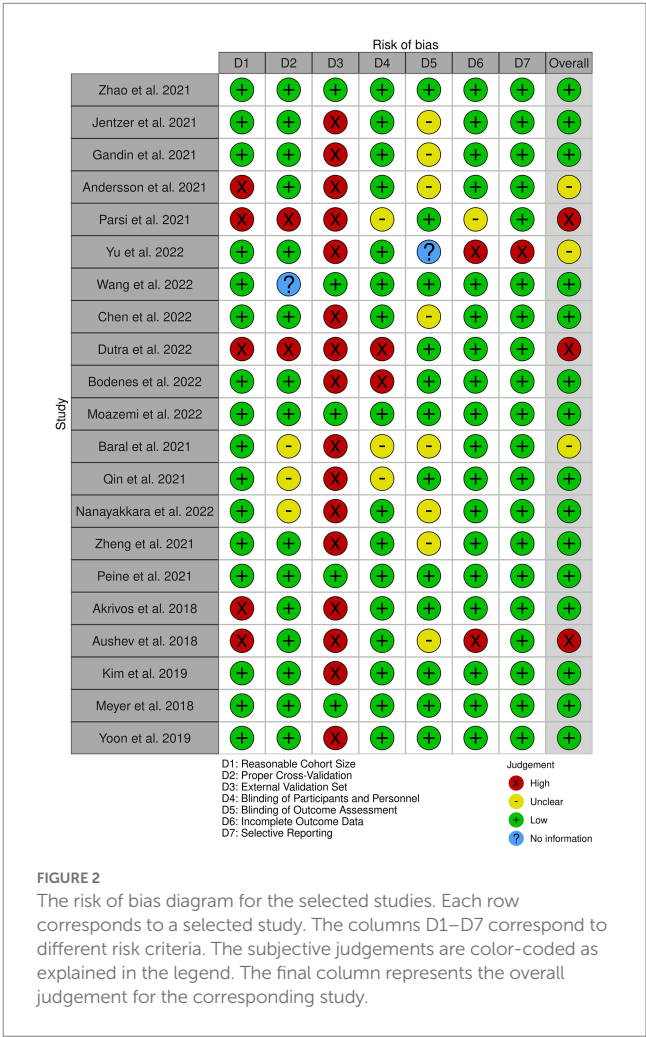 Risk of bias
D1 D2 D3 D4 D5 D6 D7 Overall
Study
Zhao et al. 2021 + + + + + + + +
Jentzer et al. 2021 + + X + - + + +
Gandin et al. 2021 + + X + - + + +
Andersson et al. 2021 X + X + - + + -
Parsi et al. 2021 X X X - + - + X
Yu et al. 2022 + + X + ? X X -
Wang et al. 2022 + ? + + + + + +
Chen et al. 2022 + + X + - + + +
Dutra et al. 2022 X X X X + + + X
Bodenes et al. 2022 + + X X + + + +
Moazemi et al. 2022 + + + + + + + +
Baral et al. 2021 + - X - - + + -
Qin et al. 2021 + - X - + + + +
Nanayakkara et al. 2022 + - X + - + + +
Zheng et al. 2021 + + X + - + + +
Peine et al. 2021 + + + + + + + +
Akrivos et al. 2018 X + X + + + + +
Aushev et al. 2018 X + X + - X + X
Kim et al. 2019 + + X + + + + +
Meyer et al. 2018 + + + + + + + +
Yoon et al. 2019 + + X + + + + +
D1: Reasonable Cohort Size
D2: Proper Cross-Validation
D3: External Validation Set
D4: Blinding of Participants and Personnel
D5: Blinding of Outcome Assessment
D6: Incomplete Outcome Data
D7: Selective Reporting
Judgement
X High
- Unclear
+ Low
? No information
FIGURE 2
The risk of bias diagram for the selected studies. Each row
corresponds to a selected study. The columns D1–D7 correspond to
different risk criteria. The subjective judgements are color-coded as
explained in the legend. The final column represents the overall
judgement for the corresponding study.